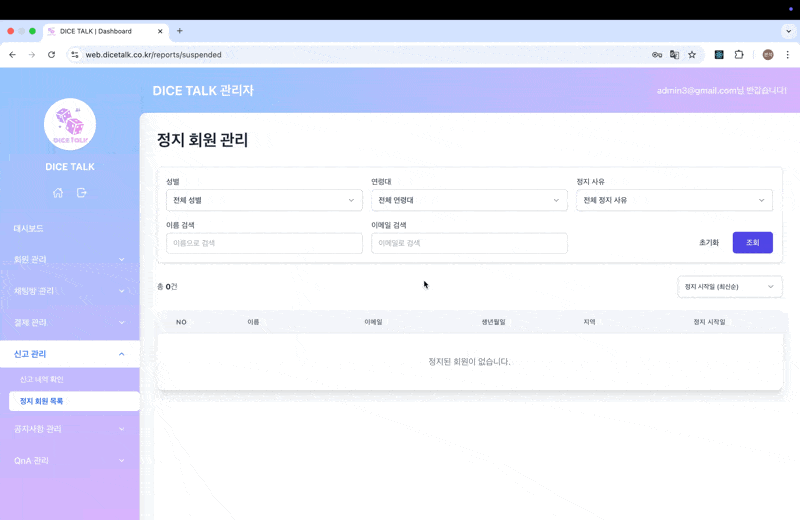 DICE TALK | Dashboard
web.dicetalk.co.kr/reports/suspended
DICE TALK
DICE TALK
대시보드
회원 관리
채팅방 관리
결제 관리
신고 관리
신고 내역 확인
정지 회원 목록
공지사항 관리
QnA 관리
DICE TALK 관리자
admin3@gmail.com님 반갑습니다!
정지 회원 관리
성별
연령대
정지 사유
전체 성별
전체 연령대
전체 정지 사유
이름 검색
이메일 검색
이름으로 검색
이메일로 검색
초기화
조회
총 0건
정지 시작일 (최신순)
NO
이름
이메일
생년월일
지역
정지 시작일
정지된 회원이 없습니다.